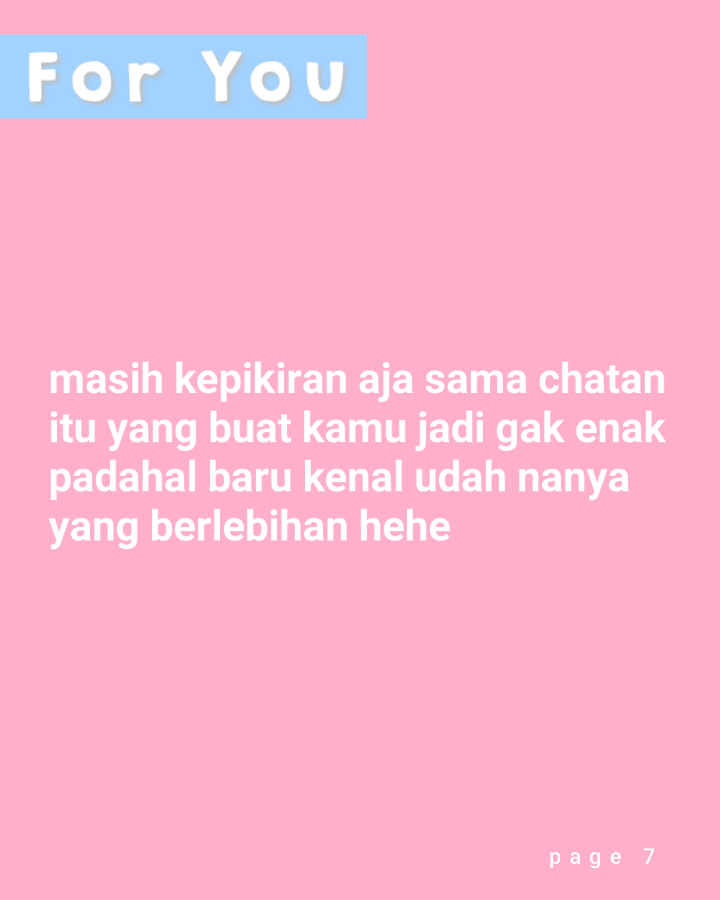 For You
masih kepikiran aja sama chatan
itu yang buat kamu jadi gak enak
padahal baru kenal udah nanya
yang berlebihan hehe
page 7